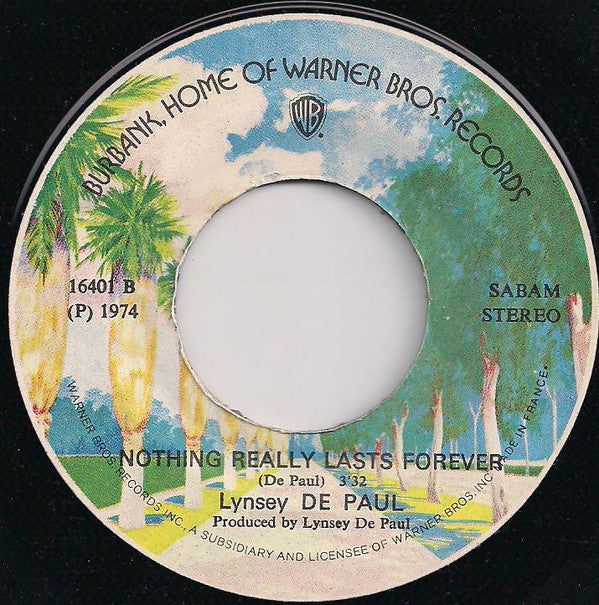 BURBANK, HOME OF WARNER BROS. RECORDS
WB
16401 B
(P) 1974
SABAM
STEREO
NOTHING REALLY LASTS FOREVER
(De Paul) 3'32
Lynsey DE PAUL
Produced by Lynsey De Paul
WARNER BROS. RECORDS INC., A SUBSIDIARY AND LICENSEE OF WARNER BROS. INC. MADE IN FRANCE.